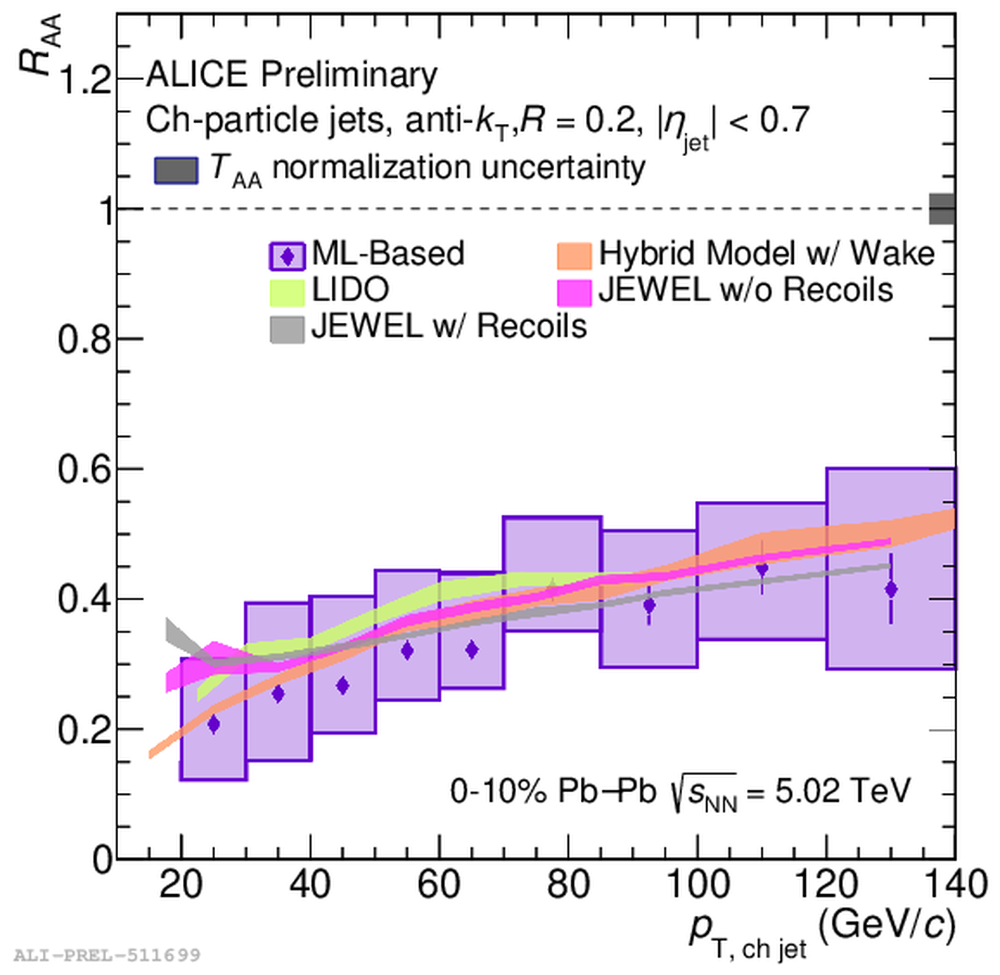 R_AA
1.2
ALICE Preliminary
Ch-particle jets, anti-k_T,R = 0.2, |η_jet| < 0.7
T_AA normalization uncertainty
1
ML-Based
Hybrid Model w/ Wake
LIDO
JEWEL w/o Recoils
JEWEL w/ Recoils
0.8
0.6
0.4
0.2
0-10% Pb–Pb √s_NN = 5.02 TeV
0
20 40 60 80 100 120 140
p_T, ch jet (GeV/c)
ALI-PREL-511699